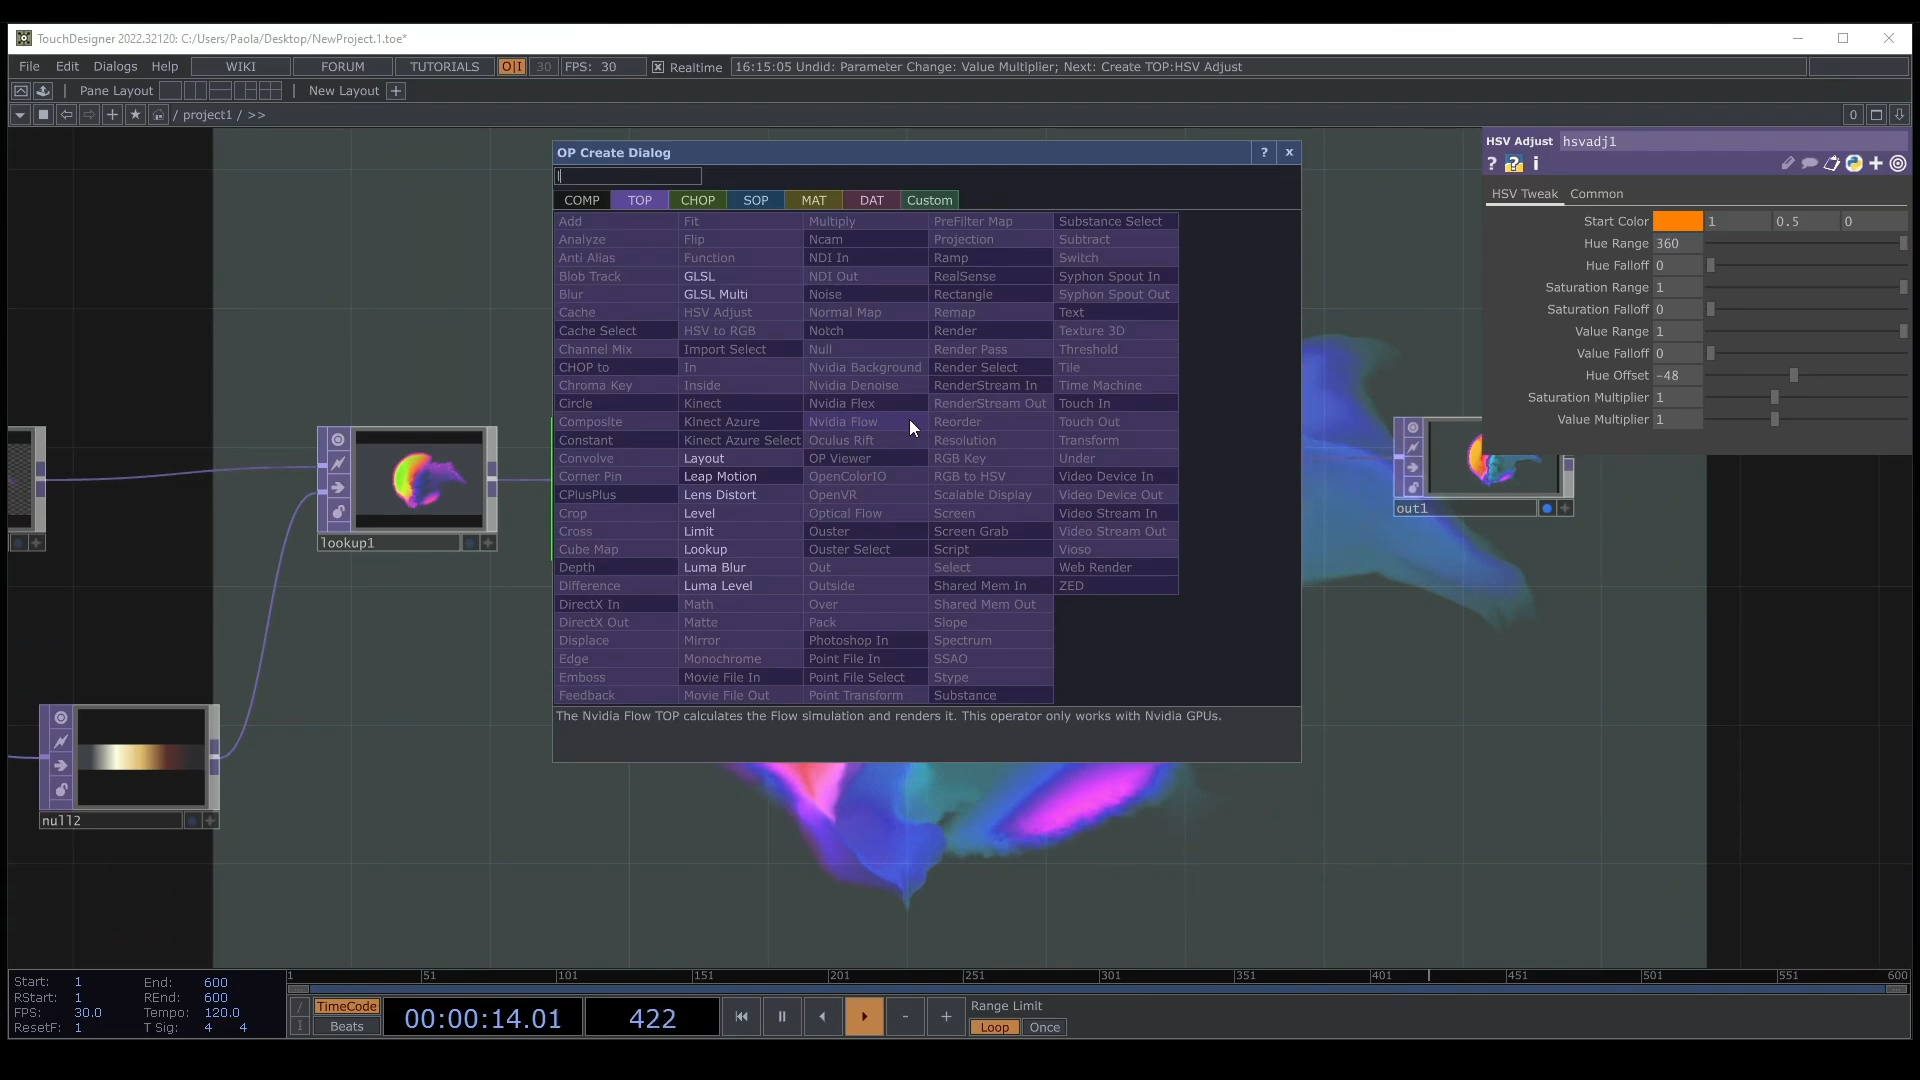 TouchDesigner 2022.32120: C:/Users/Paola/Desktop/NewProject.1.toe*
File Edit Dialogs Help WIKI FORUM TUTORIALS O|I 30 FPS: 30 Realtime 16:15:05 Undid: Parameter Change: Value Multiplier; Next: Create TOP:HSV Adjust
Pane Layout New Layout +
/ project1 / >> 0
OP Create Dialog ? x
l
COMP TOP CHOP SOP MAT DAT Custom
Add Fit Multiply PreFilter Map Substance Select
Analyze Flip Ncam Projection Subtract
Anti Alias Function NDI In Ramp Switch
Blob Track GLSL NDI Out RealSense Syphon Spout In
Blur GLSL Multi Noise Rectangle Syphon Spout Out
Cache HSV Adjust Normal Map Remap Text
Cache Select HSV to RGB Notch Render Texture 3D
Channel Mix Import Select Null Render Pass Threshold
CHOP to In Nvidia Background Render Select Tile
Chroma Key Inside Nvidia Denoise RenderStream In Time Machine
Circle Kinect Nvidia Flex RenderStream Out Touch In
Composite Kinect Azure Nvidia Flow Reorder Touch Out
Constant Kinect Azure Select Oculus Rift Resolution Transform
Convolve Layout OP Viewer RGB Key Under
Corner Pin Leap Motion OpenColorIO RGB to HSV Video Device In
CPlusPlus Lens Distort OpenVR Scalable Display Video Device Out
Crop Level Optical Flow Screen Video Stream In
Cross Limit Ouster Screen Grab Video Stream Out
Cube Map Lookup Ouster Select Script Vioso
Depth Luma Blur Out Select Web Render
Difference Luma Level Outside Shared Mem In ZED
DirectX In Math Over Shared Mem Out
DirectX Out Matte Pack Slope
Displace Mirror Photoshop In Spectrum
Edge Monochrome Point File In SSAO
Emboss Movie File In Point File Select Stype
Feedback Movie File Out Point Transform Substance
The Nvidia Flow TOP calculates the Flow simulation and renders it. This operator only works with Nvidia GPUs.
HSV Adjust hsvadj1
? ? i
HSV Tweak Common
Start Color 1 0.5 0
Hue Range 360
Hue Falloff 0
Saturation Range 1
Saturation Falloff 0
Value Range 1
Value Falloff 0
Hue Offset -48
Saturation Multiplier 1
Value Multiplier 1
out1
lookup1
null2
1 51 101 151 201 251 301 351 401 451 501 551 600
Start: 1 End: 600
RStart: 1 REnd: 600
FPS: 30.0 Tempo: 120.0
ResetF: 1 T Sig: 4 4
/ TimeCode
I Beats
00:00:14.01 422 - +
Range Limit
Loop Once